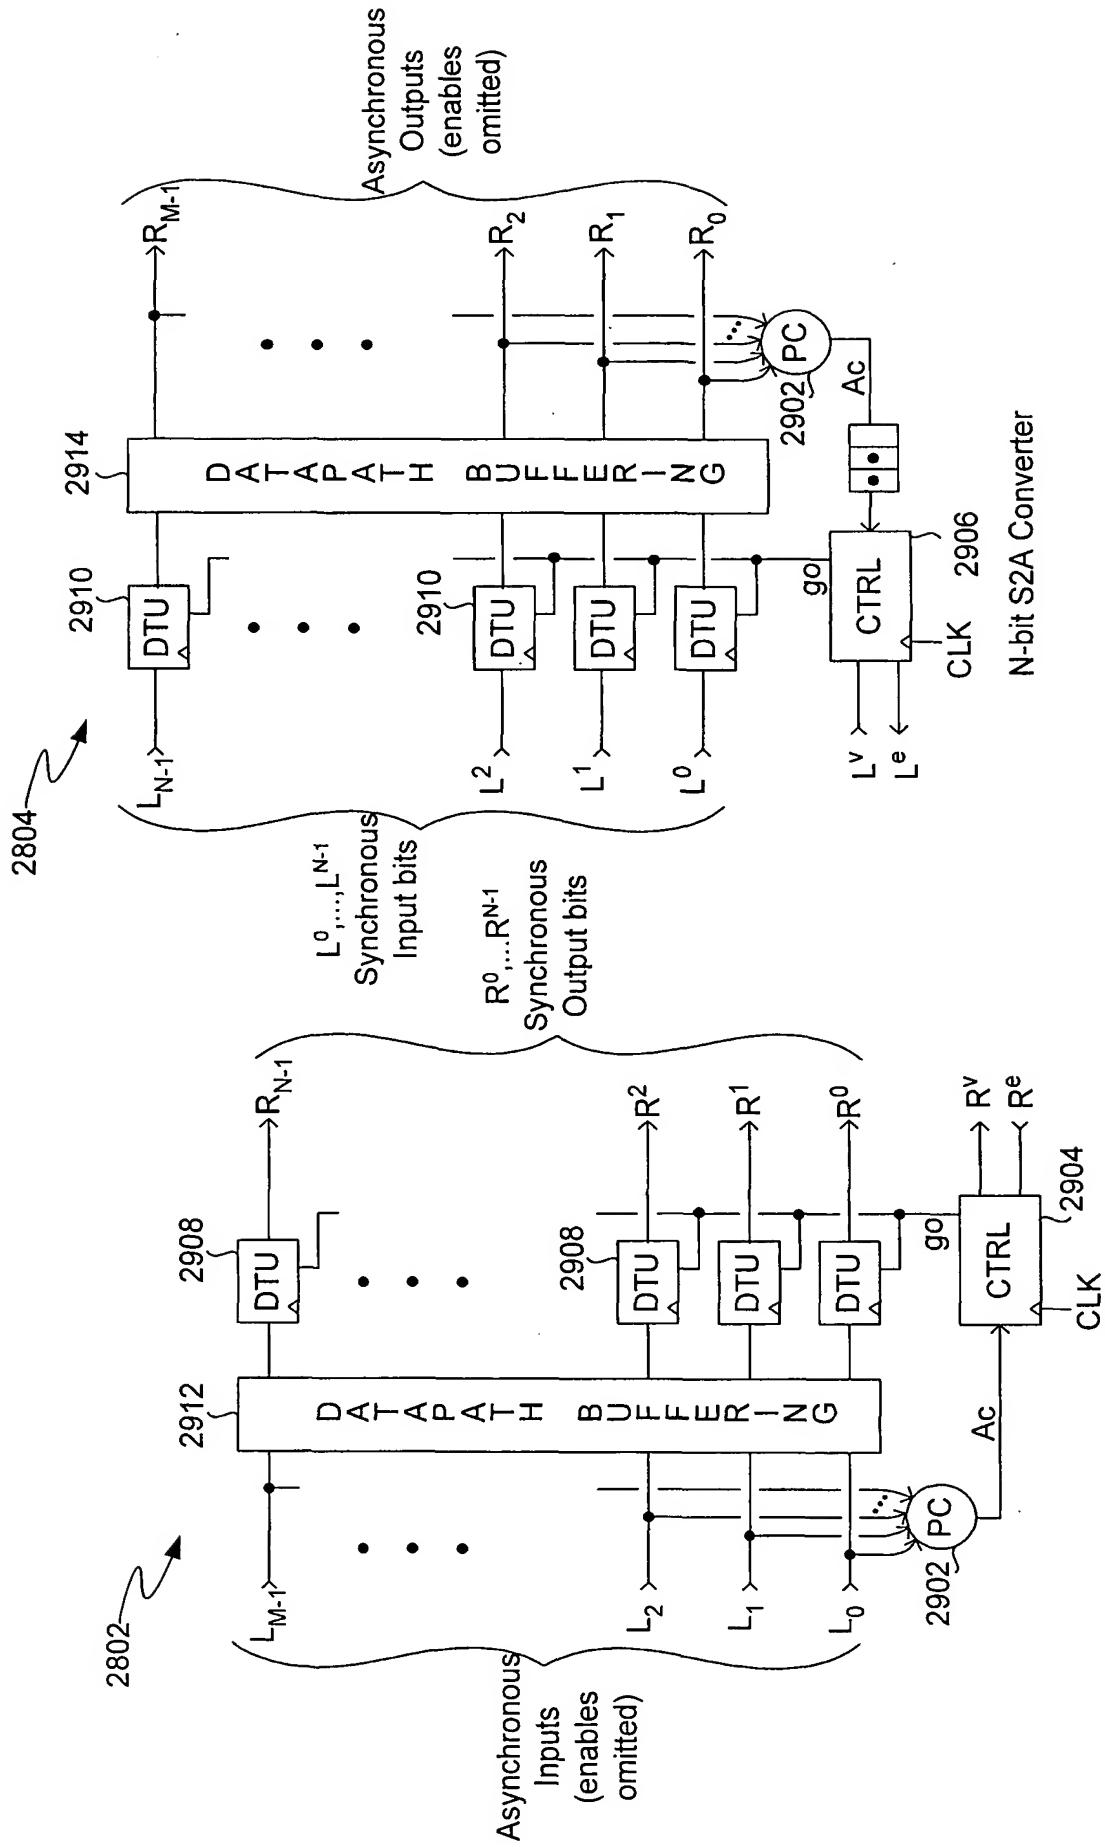 2802
Asynchronous
Inputs
(enables
omitted)
L_{M-1}
L_2
L_1
L_0
2902
PC
Ac
2912
DATAPATH BUFFERING
2908
DTU
2908
DTU
DTU
DTU
go
CTRL
CLK
2904
R_{N-1}
R^2
R^1
R^0
R^v
R^e
R^0,...R^{N-1}
Synchronous
Output bits
2804
L^0,...,L^{N-1}
Synchronous
Input bits
L_{N-1}
L^2
L^1
L^0
L^v
L^e
2910
DTU
2910
DTU
DTU
DTU
go
CTRL
CLK
2906
2914
DATAPATH BUFFERING
R_{M-1}
R_2
R_1
R_0
PC
2902
Ac
Asynchronous
Outputs
(enables
omitted)
N-bit S2A Converter